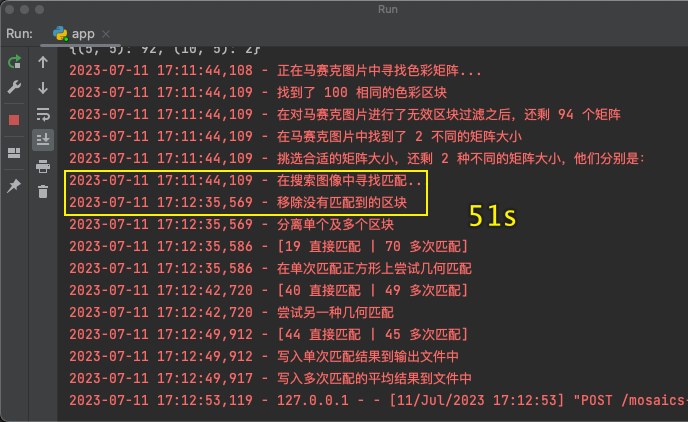 Run
Run:
app
{(5, 5): 92, (10, 5): 2}
2023-07-11 17:11:44,108 - 正在马赛克图片中寻找色彩矩阵...
2023-07-11 17:11:44,109 - 找到了 100 相同的色彩区块
2023-07-11 17:11:44,109 - 在对马赛克图片进行了无效区块过滤之后，还剩 94 个矩阵
2023-07-11 17:11:44,109 - 在马赛克图片中找到了 2 不同的矩阵大小
2023-07-11 17:11:44,109 - 挑选合适的矩阵大小，还剩 2 种不同的矩阵大小，他们分别是：
2023-07-11 17:11:44,109 - 在搜索图像中寻找匹配..
2023-07-11 17:12:35,569 - 移除没有匹配到的区块
51s
2023-07-11 17:12:35,569 - 分离单个及多个区块
2023-07-11 17:12:35,586 - [19 直接匹配 | 70 多次匹配]
2023-07-11 17:12:35,586 - 在单次匹配正方形上尝试几何匹配
2023-07-11 17:12:42,720 - [40 直接匹配 | 49 多次匹配]
2023-07-11 17:12:42,720 - 尝试另一种几何匹配
2023-07-11 17:12:49,912 - [44 直接匹配 | 45 多次匹配]
2023-07-11 17:12:49,912 - 写入单次匹配结果到输出文件中
2023-07-11 17:12:49,917 - 写入多次匹配的平均结果到文件中
2023-07-11 17:12:53,119 - 127.0.0.1 - - [11/Jul/2023 17:12:53] "POST /mosaics-